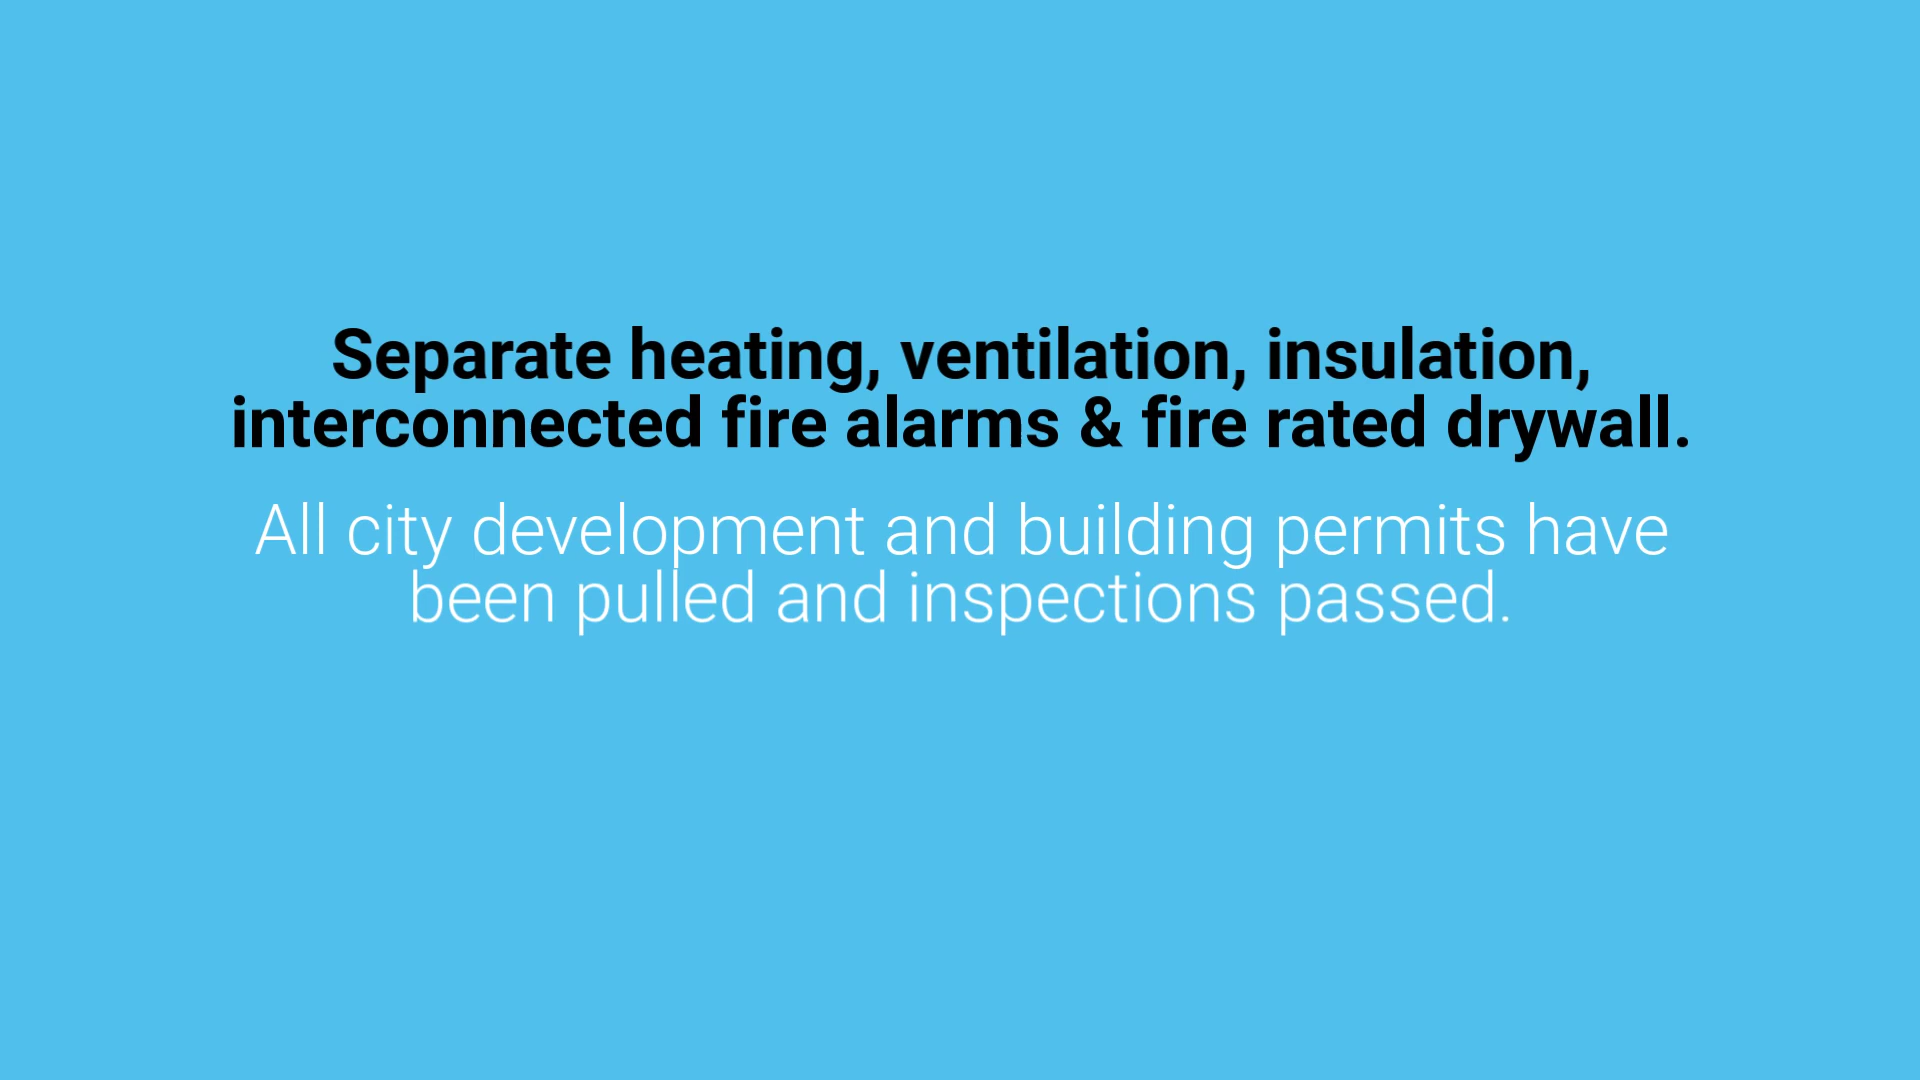 Separate heating, ventilation, insulation,
interconnected fire alarms & fire rated drywall.
All city development and building permits have
been pulled and inspections passed.